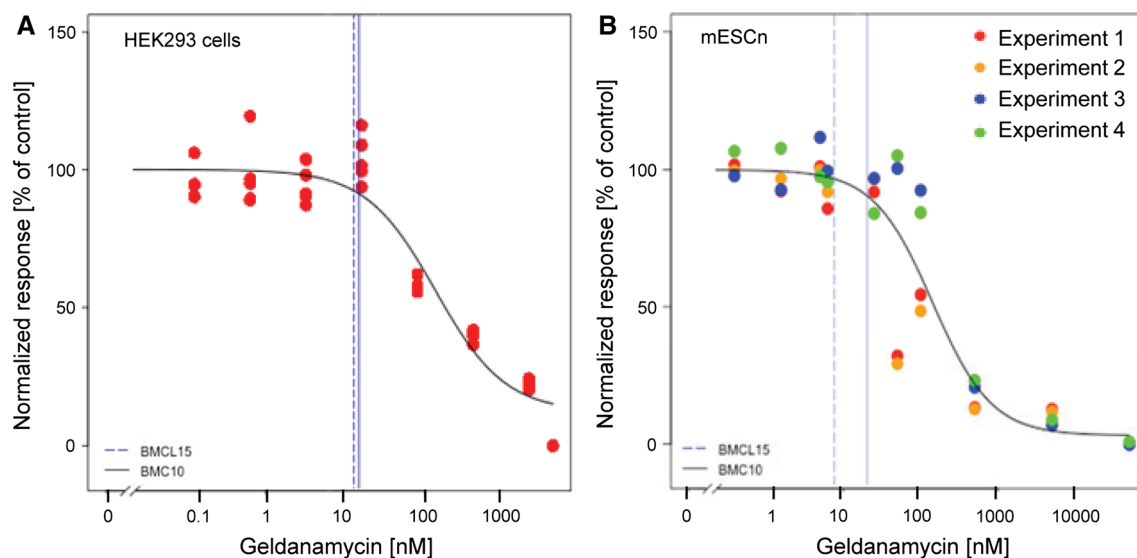 A
HEK293 cells
Normalized response [% of control]
150
100
50
0
BMCL15
BMC10
0 0.1 1 10 100 1000
Geldanamycin [nM]
B
mESCn
Experiment 1
Experiment 2
Experiment 3
Experiment 4
Normalized response [% of control]
150
100
50
0
BMCL15
BMC10
0 1 10 100 1000 10000
Geldanamycin [nM]